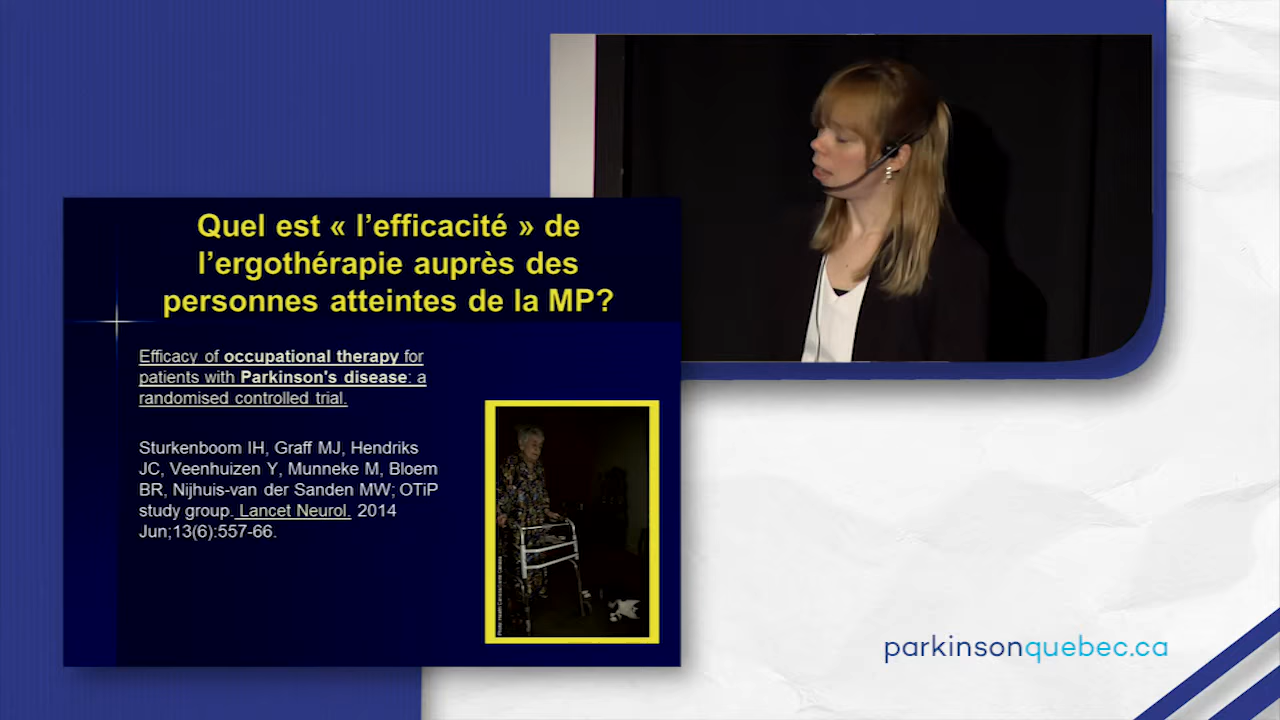 Quel est « l’efficacité » de
l’ergothérapie auprès des
personnes atteintes de la MP?
Efficacy of occupational therapy for
patients with Parkinson's disease: a
randomised controlled trial.
Sturkenboom IH, Graff MJ, Hendriks
JC, Veenhuizen Y, Munneke M, Bloem
BR, Nijhuis-van der Sanden MW; OTiP
study group. Lancet Neurol. 2014
Jun;13(6):557-66.
parkinsonquebec.ca